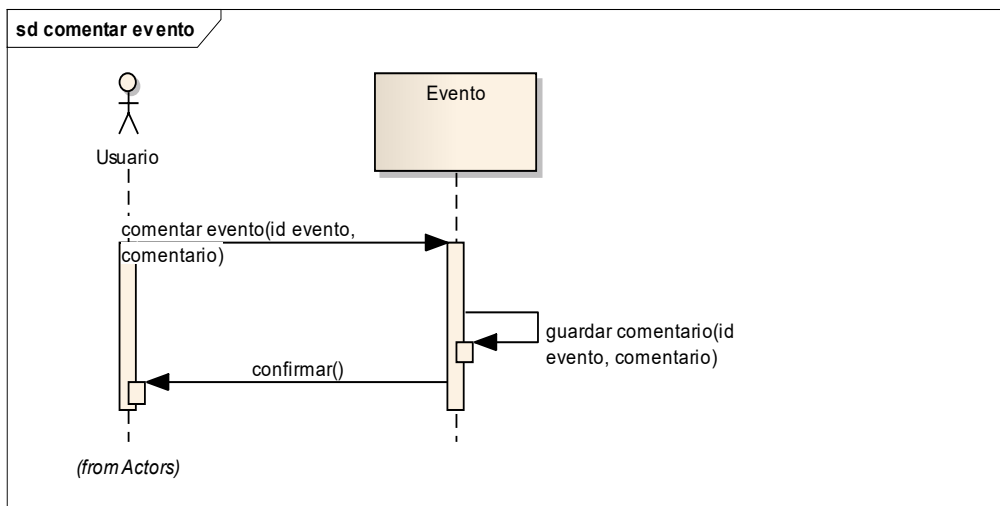 sd comentar evento
Usuario
Evento
comentar evento(id evento,
comentario)
guardar comentario(id
evento, comentario)
confirmar()
(from Actors)